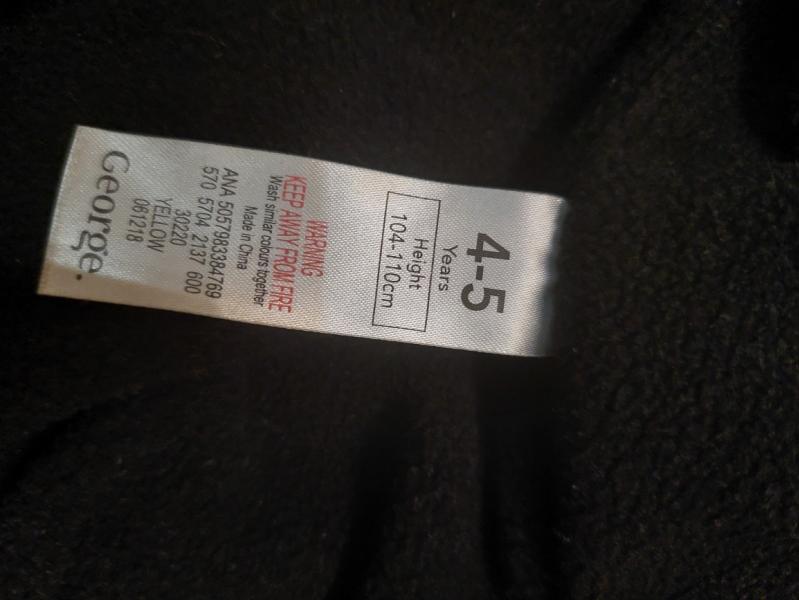 4-5
Years
Height
104-110cm
WARNING
KEEP AWAY FROM FIRE
Wash similar colours together
Made in China
ANA 5057983384769
570 5704 2137 600
30220
YELLOW
061218
George.